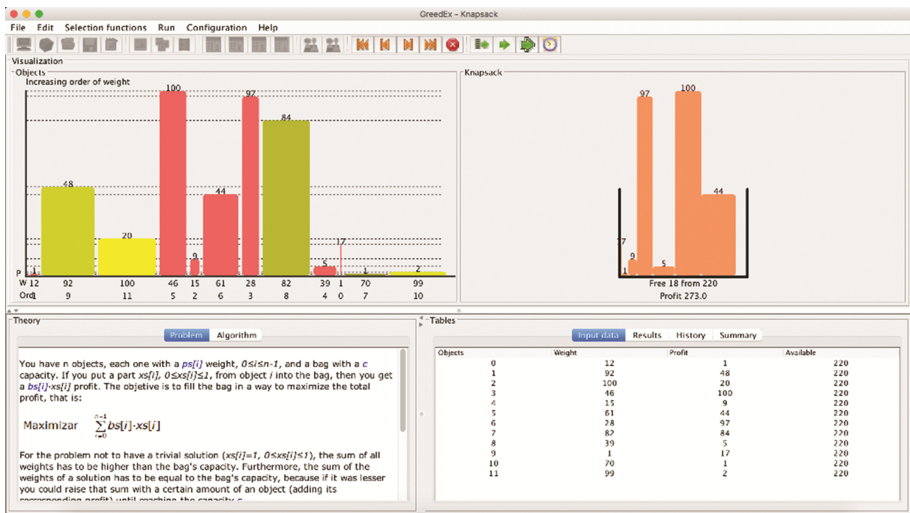 GreedEx - Knapsack
File Edit Selection functions Run Configuration Help
Visualization
Objects
Increasing order of weight
48
20
100
9
44
97
84
5
17
1
2
1
P
W 12 92 100 46 15 61 28 82 39 1 70 99
Ord 1 9 11 5 2 6 3 8 4 0 7 10
Knapsack
17
1
9
97
5
100
44
Free 18 from 220
Profit 273.0
Theory
Problem Algorithm
You have n objects, each one with a ps[i] weight, 0≤i≤n-1, and a bag with a c
capacity. If you put a part xs[i], 0≤xs[i]≤1, from object i into the bag, then you get
a bs[i]·xs[i] profit. The objetive is to fill the bag in a way to maximize the total
profit, that is:
Maximizar n-1 ∑ i=0 bs[i]·xs[i]
For the problem not to have a trivial solution (xs[i]=1, 0≤xs[i]≤1), the sum of all
weights has to be higher than the bag's capacity. Furthermore, the sum of the
weights of a solution has to be equal to the bag's capacity, because if it was lesser
you could raise that sum with a certain amount of an object (adding its
corresponding profit) until reaching the capacity c
Tables
Input data Results History Summary
Objects Weight Profit Available
0 12 1 220
1 92 48 220
2 100 20 220
3 46 100 220
4 15 9 220
5 61 44 220
6 28 97 220
7 82 84 220
8 39 5 220
9 1 17 220
10 70 1 220
11 99 2 220